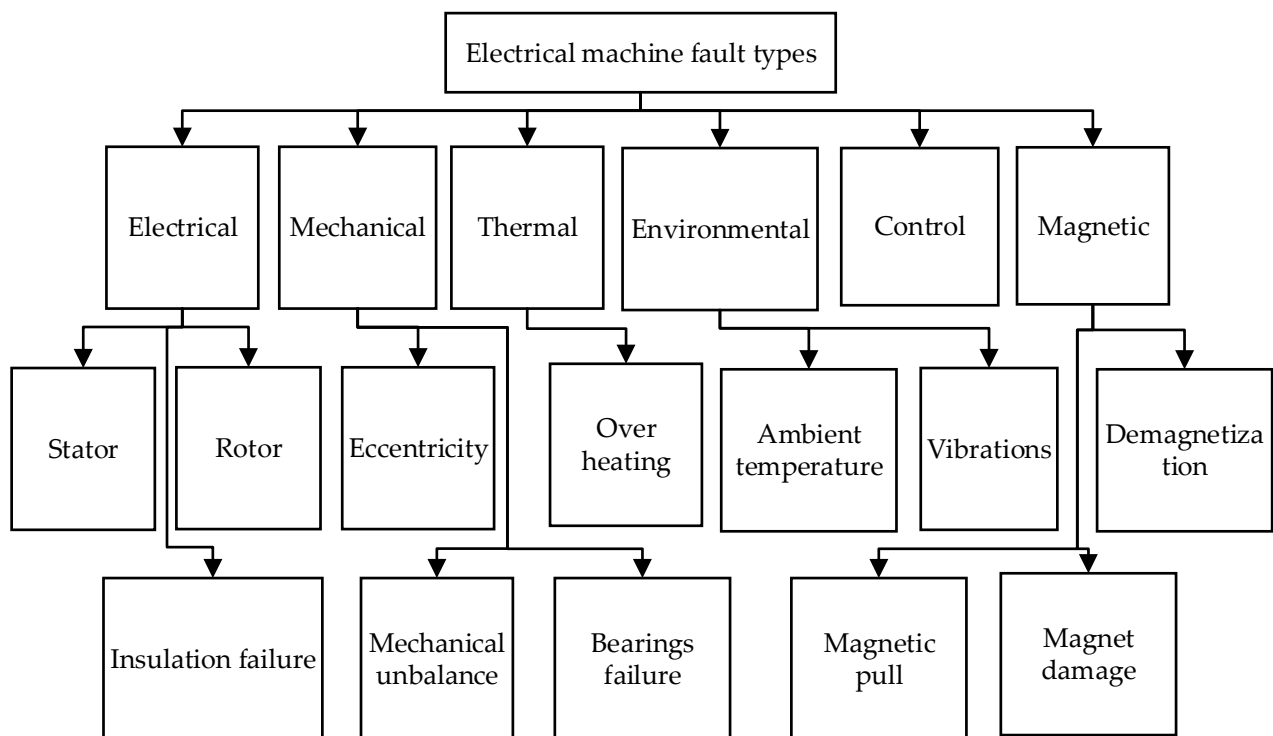 Electrical machine fault types
Electrical
Mechanical
Thermal
Environmental
Control
Magnetic
Stator
Rotor
Eccentricity
Over
heating
Ambient
temperature
Vibrations
Demagnetiza
tion
Insulation failure
Mechanical
unbalance
Bearings
failure
Magnetic
pull
Magnet
damage